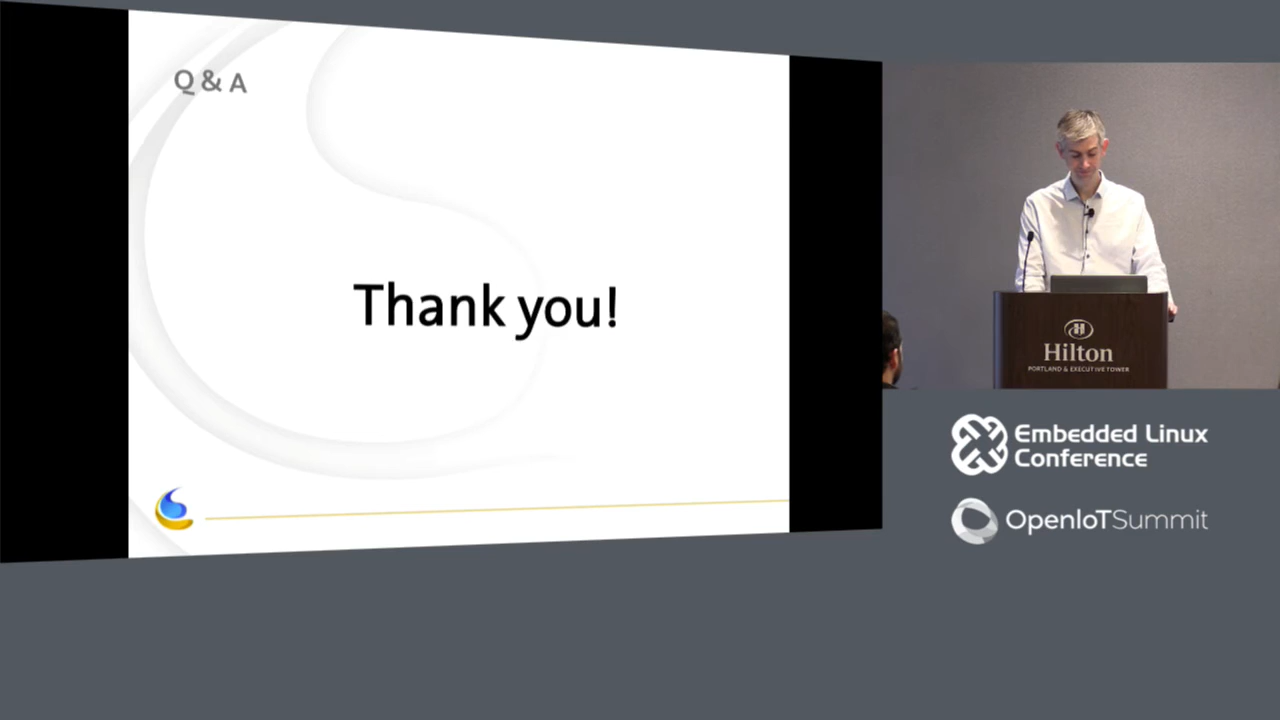 Q & A
Thank you!
H
Hilton
PORTLAND & EXECUTIVE TOWER
Embedded Linux
Conference
OpenIoTSummit